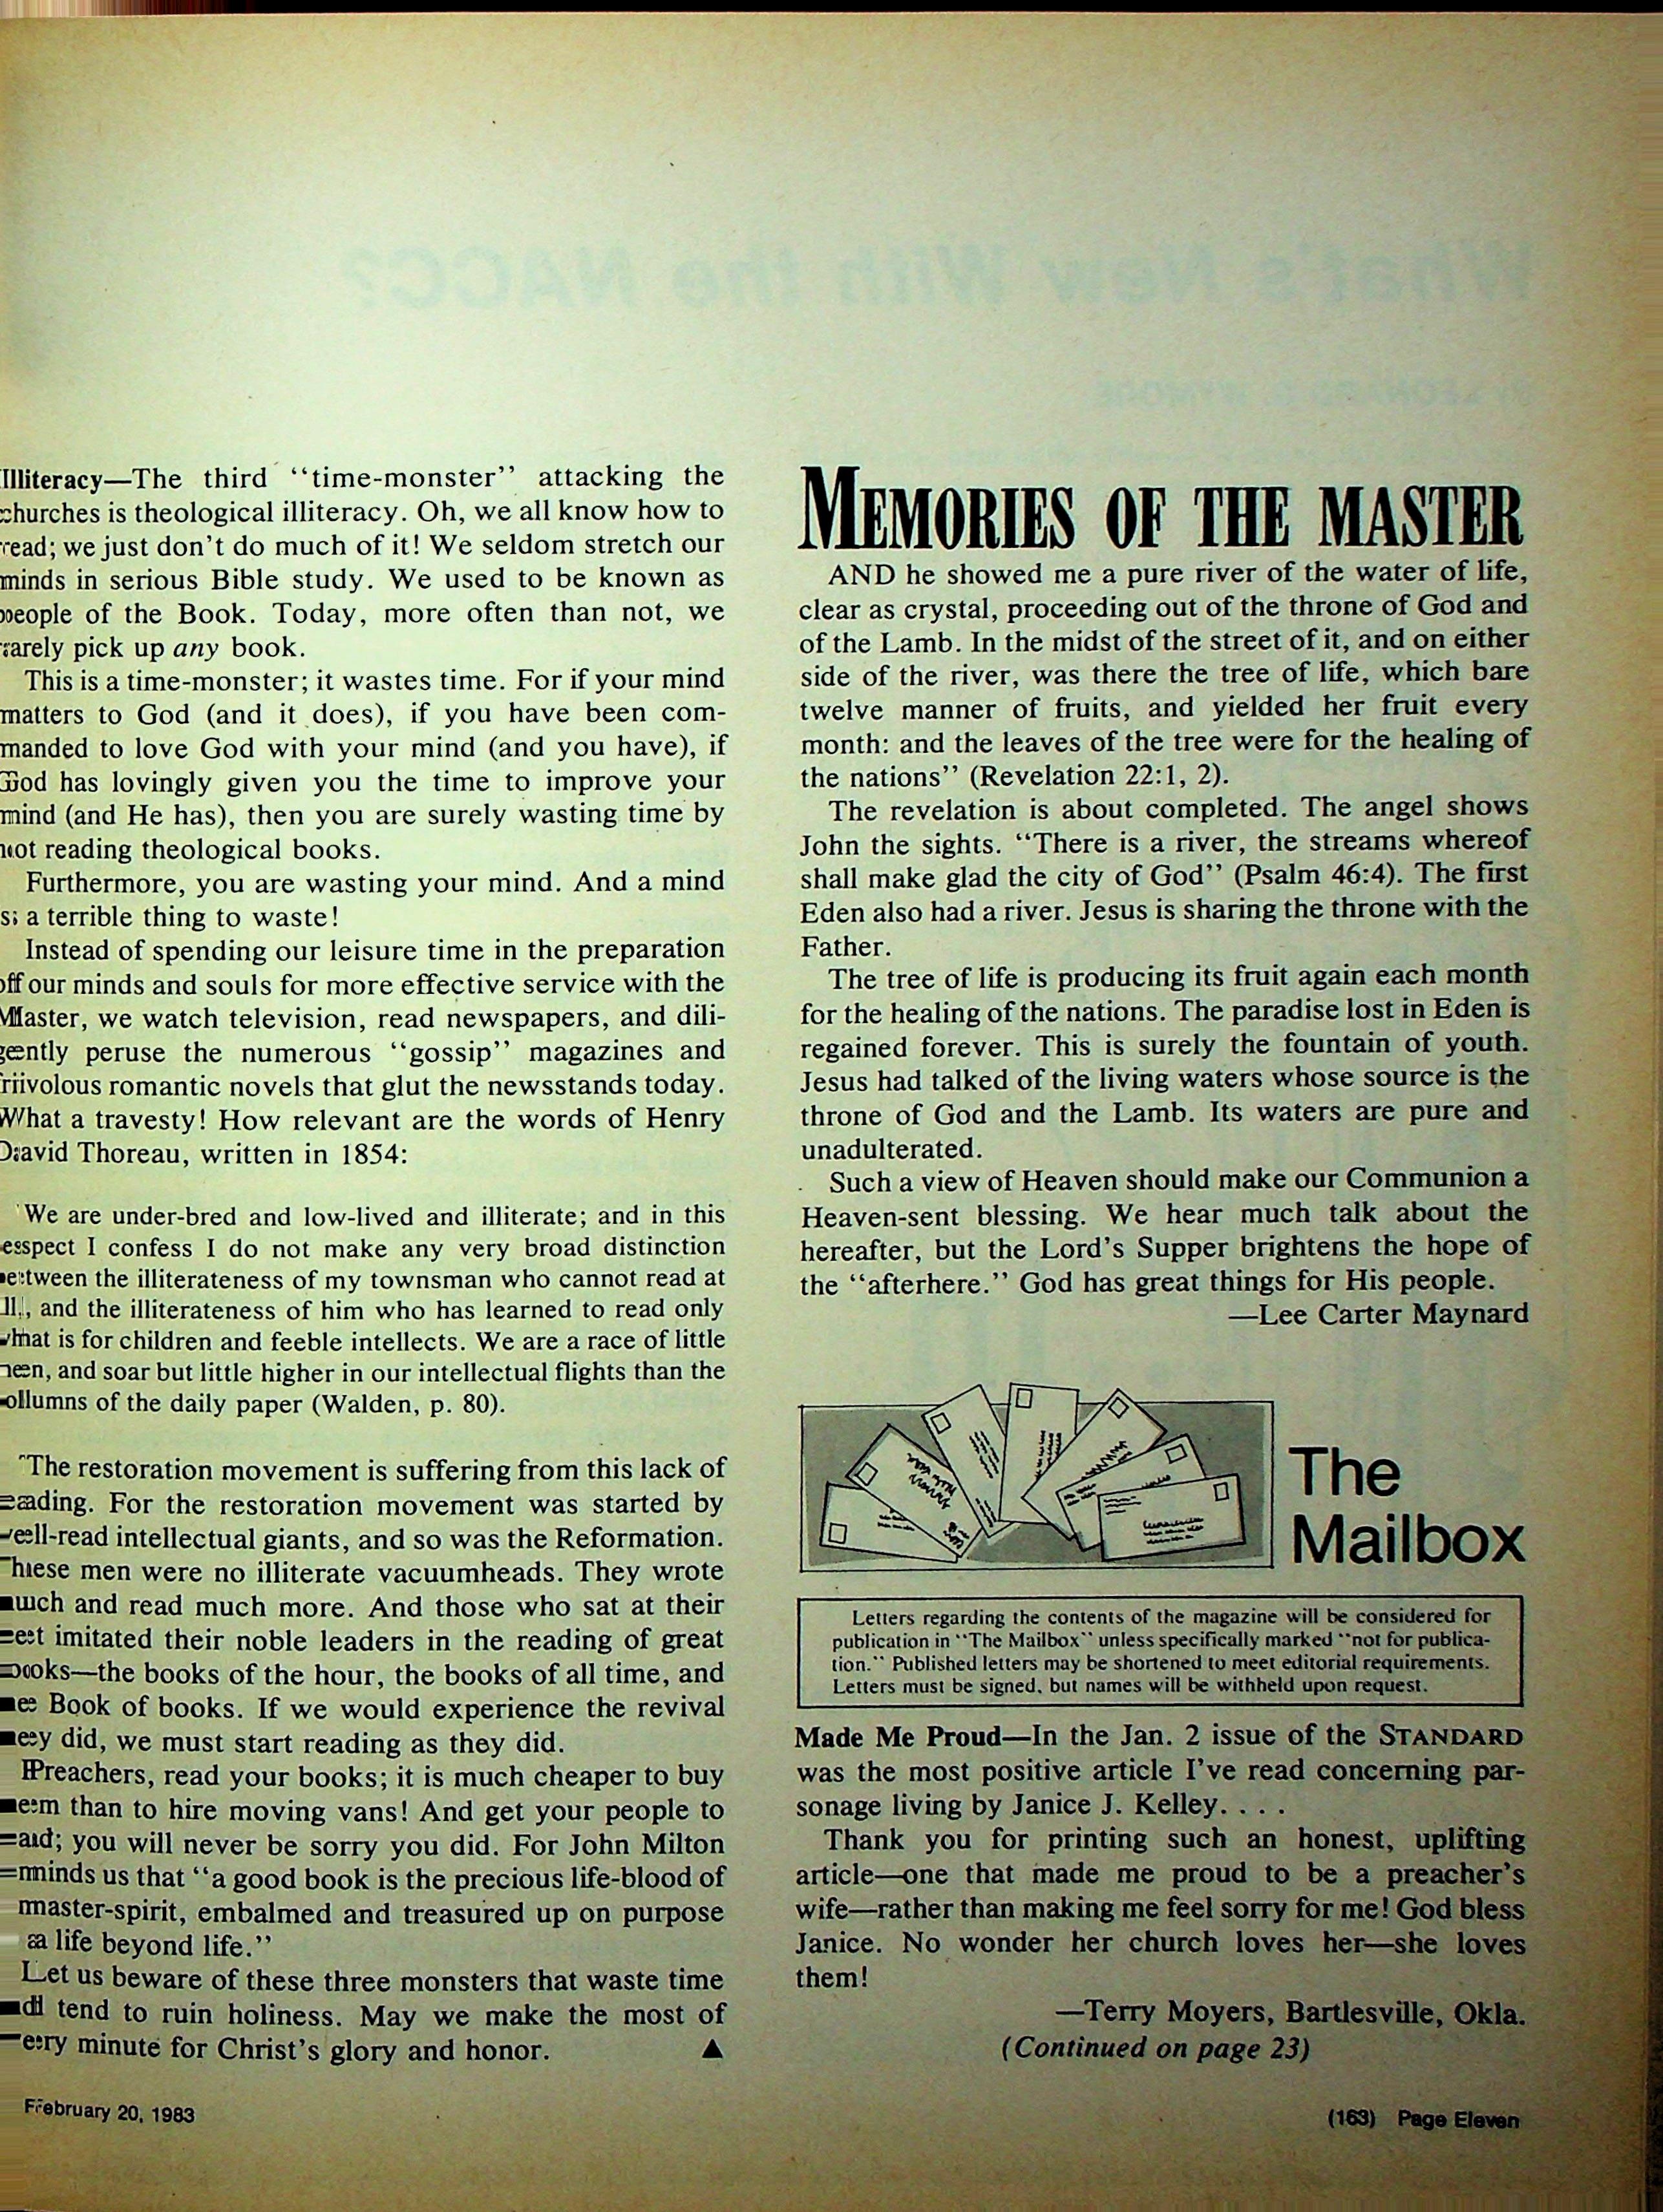 Illiteracy—The third ‘‘time-monster’’ attacking the
churches is theological illiteracy. Oh, we all know how to
read; we just don’t do much of it! We seldom stretch our
minds in serious Bible study. We used to be known as
people of the Book. Today, more often than not, we
rarely pick up any book.
This is a time-monster; it wastes time. For if your mind
matters to God (and it does), if you have been com-
manded to love God with your mind (and you have), if
God has lovingly given you the time to improve your
mind (and He has), then you are surely wasting time by
not reading theological books.
Furthermore, you are wasting your mind. And a mind
is a terrible thing to waste!
Instead of spending our leisure time in the preparation
of our minds and souls for more effective service with the
Master, we watch television, read newspapers, and dili-
gently peruse the numerous ‘‘gossip’’ magazines and
frivolous romantic novels that glut the newsstands today.
What a travesty! How relevant are the words of Henry
David Thoreau, written in 1854:
We are under-bred and low-lived and illiterate; and in this
respect I confess I do not make any very broad distinction
between the illiterateness of my townsman who cannot read at
all, and the illiterateness of him who has learned to read only
what is for children and feeble intellects. We are a race of little
men, and soar but little higher in our intellectual flights than the
columns of the daily paper (Walden, p. 80).
The restoration movement is suffering from this lack of
reading. For the restoration movement was started by
well-read intellectual giants, and so was the Reformation.
These men were no illiterate vacuumheads. They wrote
much and read much more. And those who sat at their
feet imitated their noble leaders in the reading of great
books—the books of the hour, the books of all time, and
the Book of books. If we would experience the revival
they did, we must start reading as they did.
Preachers, read your books; it is much cheaper to buy
them than to hire moving vans! And get your people to
read; you will never be sorry you did. For John Milton
reminds us that ‘‘a good book is the precious life-blood of
master-spirit, embalmed and treasured up on purpose
a life beyond life.’’
Let us beware of these three monsters that waste time
and tend to ruin holiness. May we make the most of
every minute for Christ’s glory and honor. ▲
February 20, 1983
MEMORIES OF THE MASTER
AND he showed me a pure river of the water of life,
clear as crystal, proceeding out of the throne of God and
of the Lamb. In the midst of the street of it, and on either
side of the river, was there the tree of life, which bare
twelve manner of fruits, and yielded her fruit every
month: and the leaves of the tree were for the healing of
the nations’’ (Revelation 22:1, 2).
The revelation is about completed. The angel shows
John the sights. ‘‘There is a river, the streams whereof
shall make glad the city of God’’ (Psalm 46:4). The first
Eden also had a river. Jesus is sharing the throne with the
Father.
The tree of life is producing its fruit again each month
for the healing of the nations. The paradise lost in Eden is
regained forever. This is surely the fountain of youth.
Jesus had talked of the living waters whose source is the
throne of God and the Lamb. Its waters are pure and
unadulterated.
Such a view of Heaven should make our Communion a
Heaven-sent blessing. We hear much talk about the
hereafter, but the Lord’s Supper brightens the hope of
the ‘‘afterhere.’’ God has great things for His people.
—Lee Carter Maynard
The
Mailbox
Letters regarding the contents of the magazine will be considered for
publication in ‘‘The Mailbox’’ unless specifically marked ‘‘not for publica-
tion.’’ Published letters may be shortened to meet editorial requirements.
Letters must be signed, but names will be withheld upon request.
Made Me Proud—In the Jan. 2 issue of the STANDARD
was the most positive article I’ve read concerning par-
sonage living by Janice J. Kelley. . . .
Thank you for printing such an honest, uplifting
article—one that made me proud to be a preacher’s
wife—rather than making me feel sorry for me! God bless
Janice. No wonder her church loves her—she loves
them!
—Terry Moyers, Bartlesville, Okla.
(Continued on page 23)
(163) Page Eleven